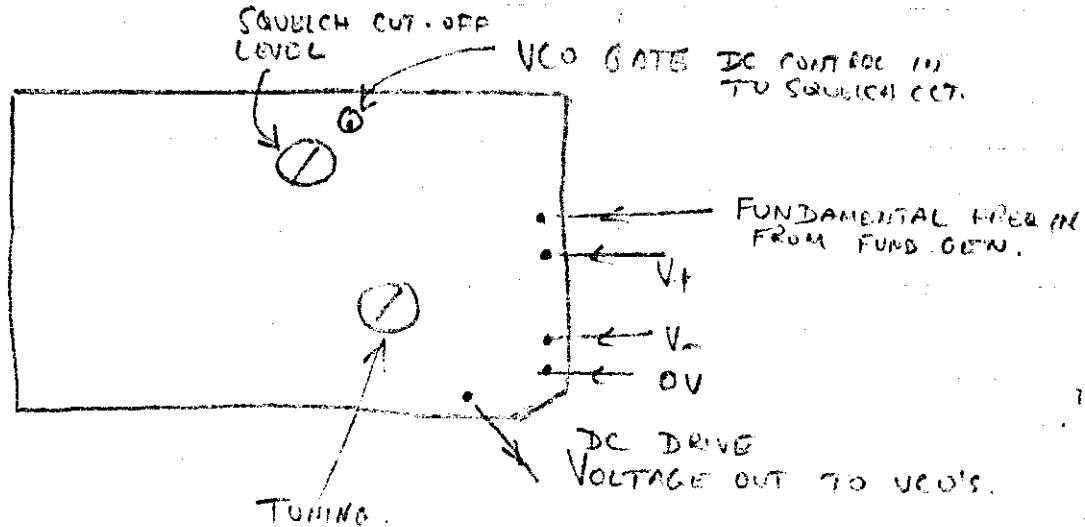 SQUELCH CUT-OFF
LEVEL
VCO GATE DC CONTROL IN
TO SQUELCH CCT.
FUNDAMENTAL FREQ IN
FROM FUND. GEN.
V+
V-
OV
DC DRIVE
VOLTAGE OUT TO VCO'S.
TUNING.